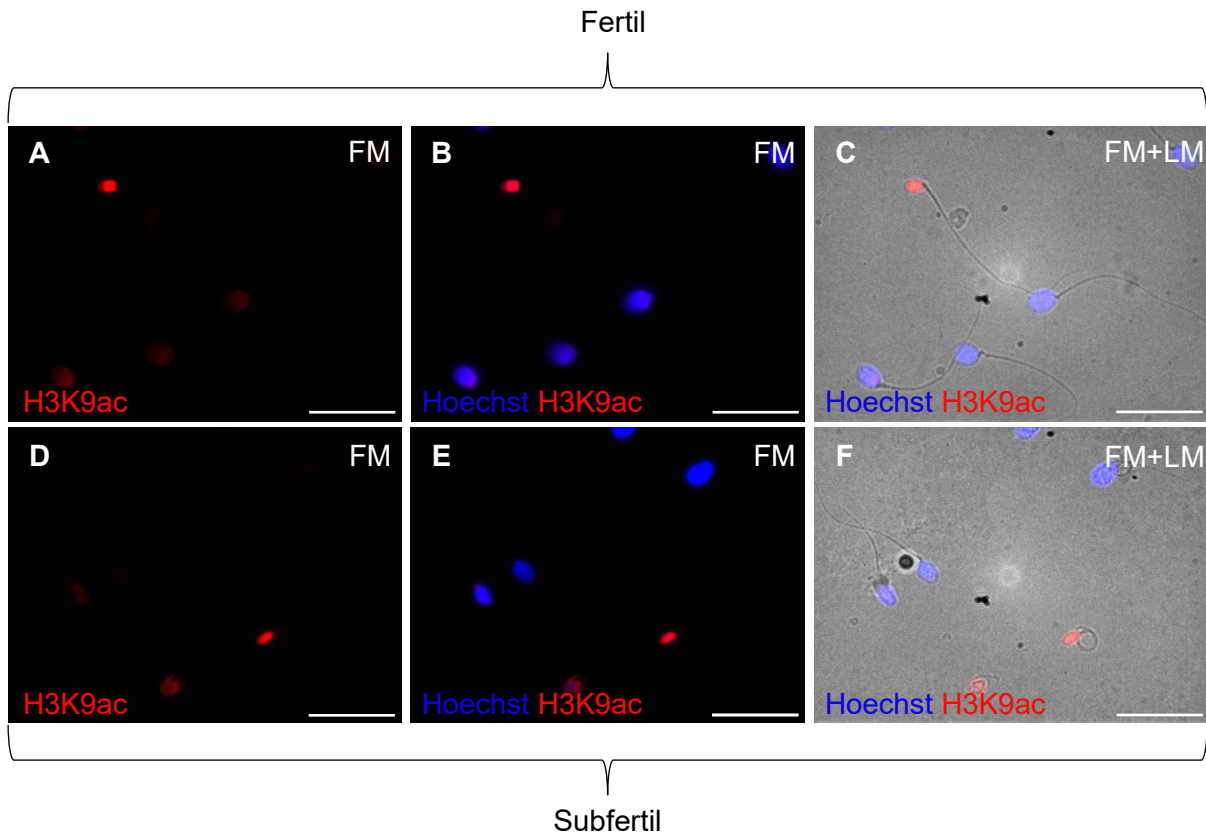 Fertil
A FM
H3K9ac
B FM
Hoechst H3K9ac
C FM+LM
Hoechst H3K9ac
D FM
H3K9ac
E FM
Hoechst H3K9ac
F FM+LM
Hoechst H3K9ac
Subfertil